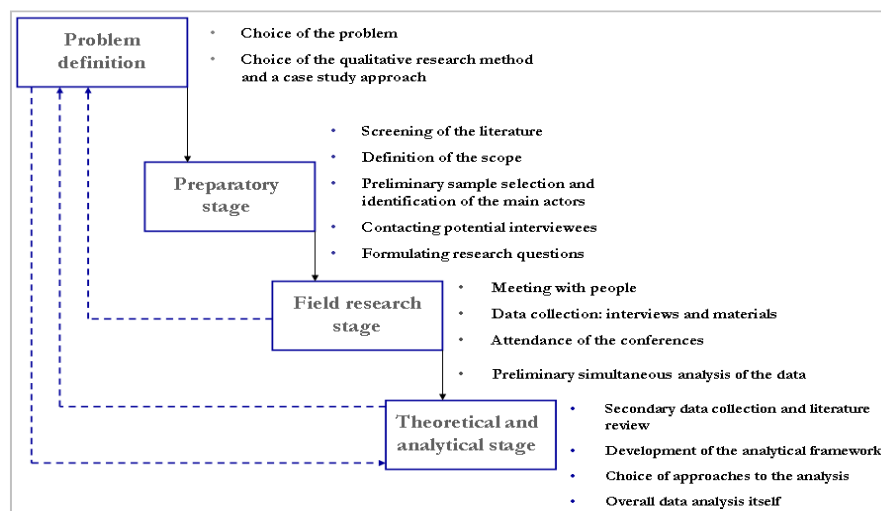 Problem
definition
• Choice of the problem
• Choice of the qualitative research method
and a case study approach
Preparatory
stage
• Screening of the literature
• Definition of the scope
• Preliminary sample selection and
identification of the main actors
• Contacting potential interviewees
• Formulating research questions
Field research
stage
• Meeting with people
• Data collection: interviews and materials
• Attendance of the conferences
• Preliminary simultaneous analysis of the data
Theoretical and
analytical stage
• Secondary data collection and literature
review
• Development of the analytical framework
• Choice of approaches to the analysis
• Overall data analysis itself